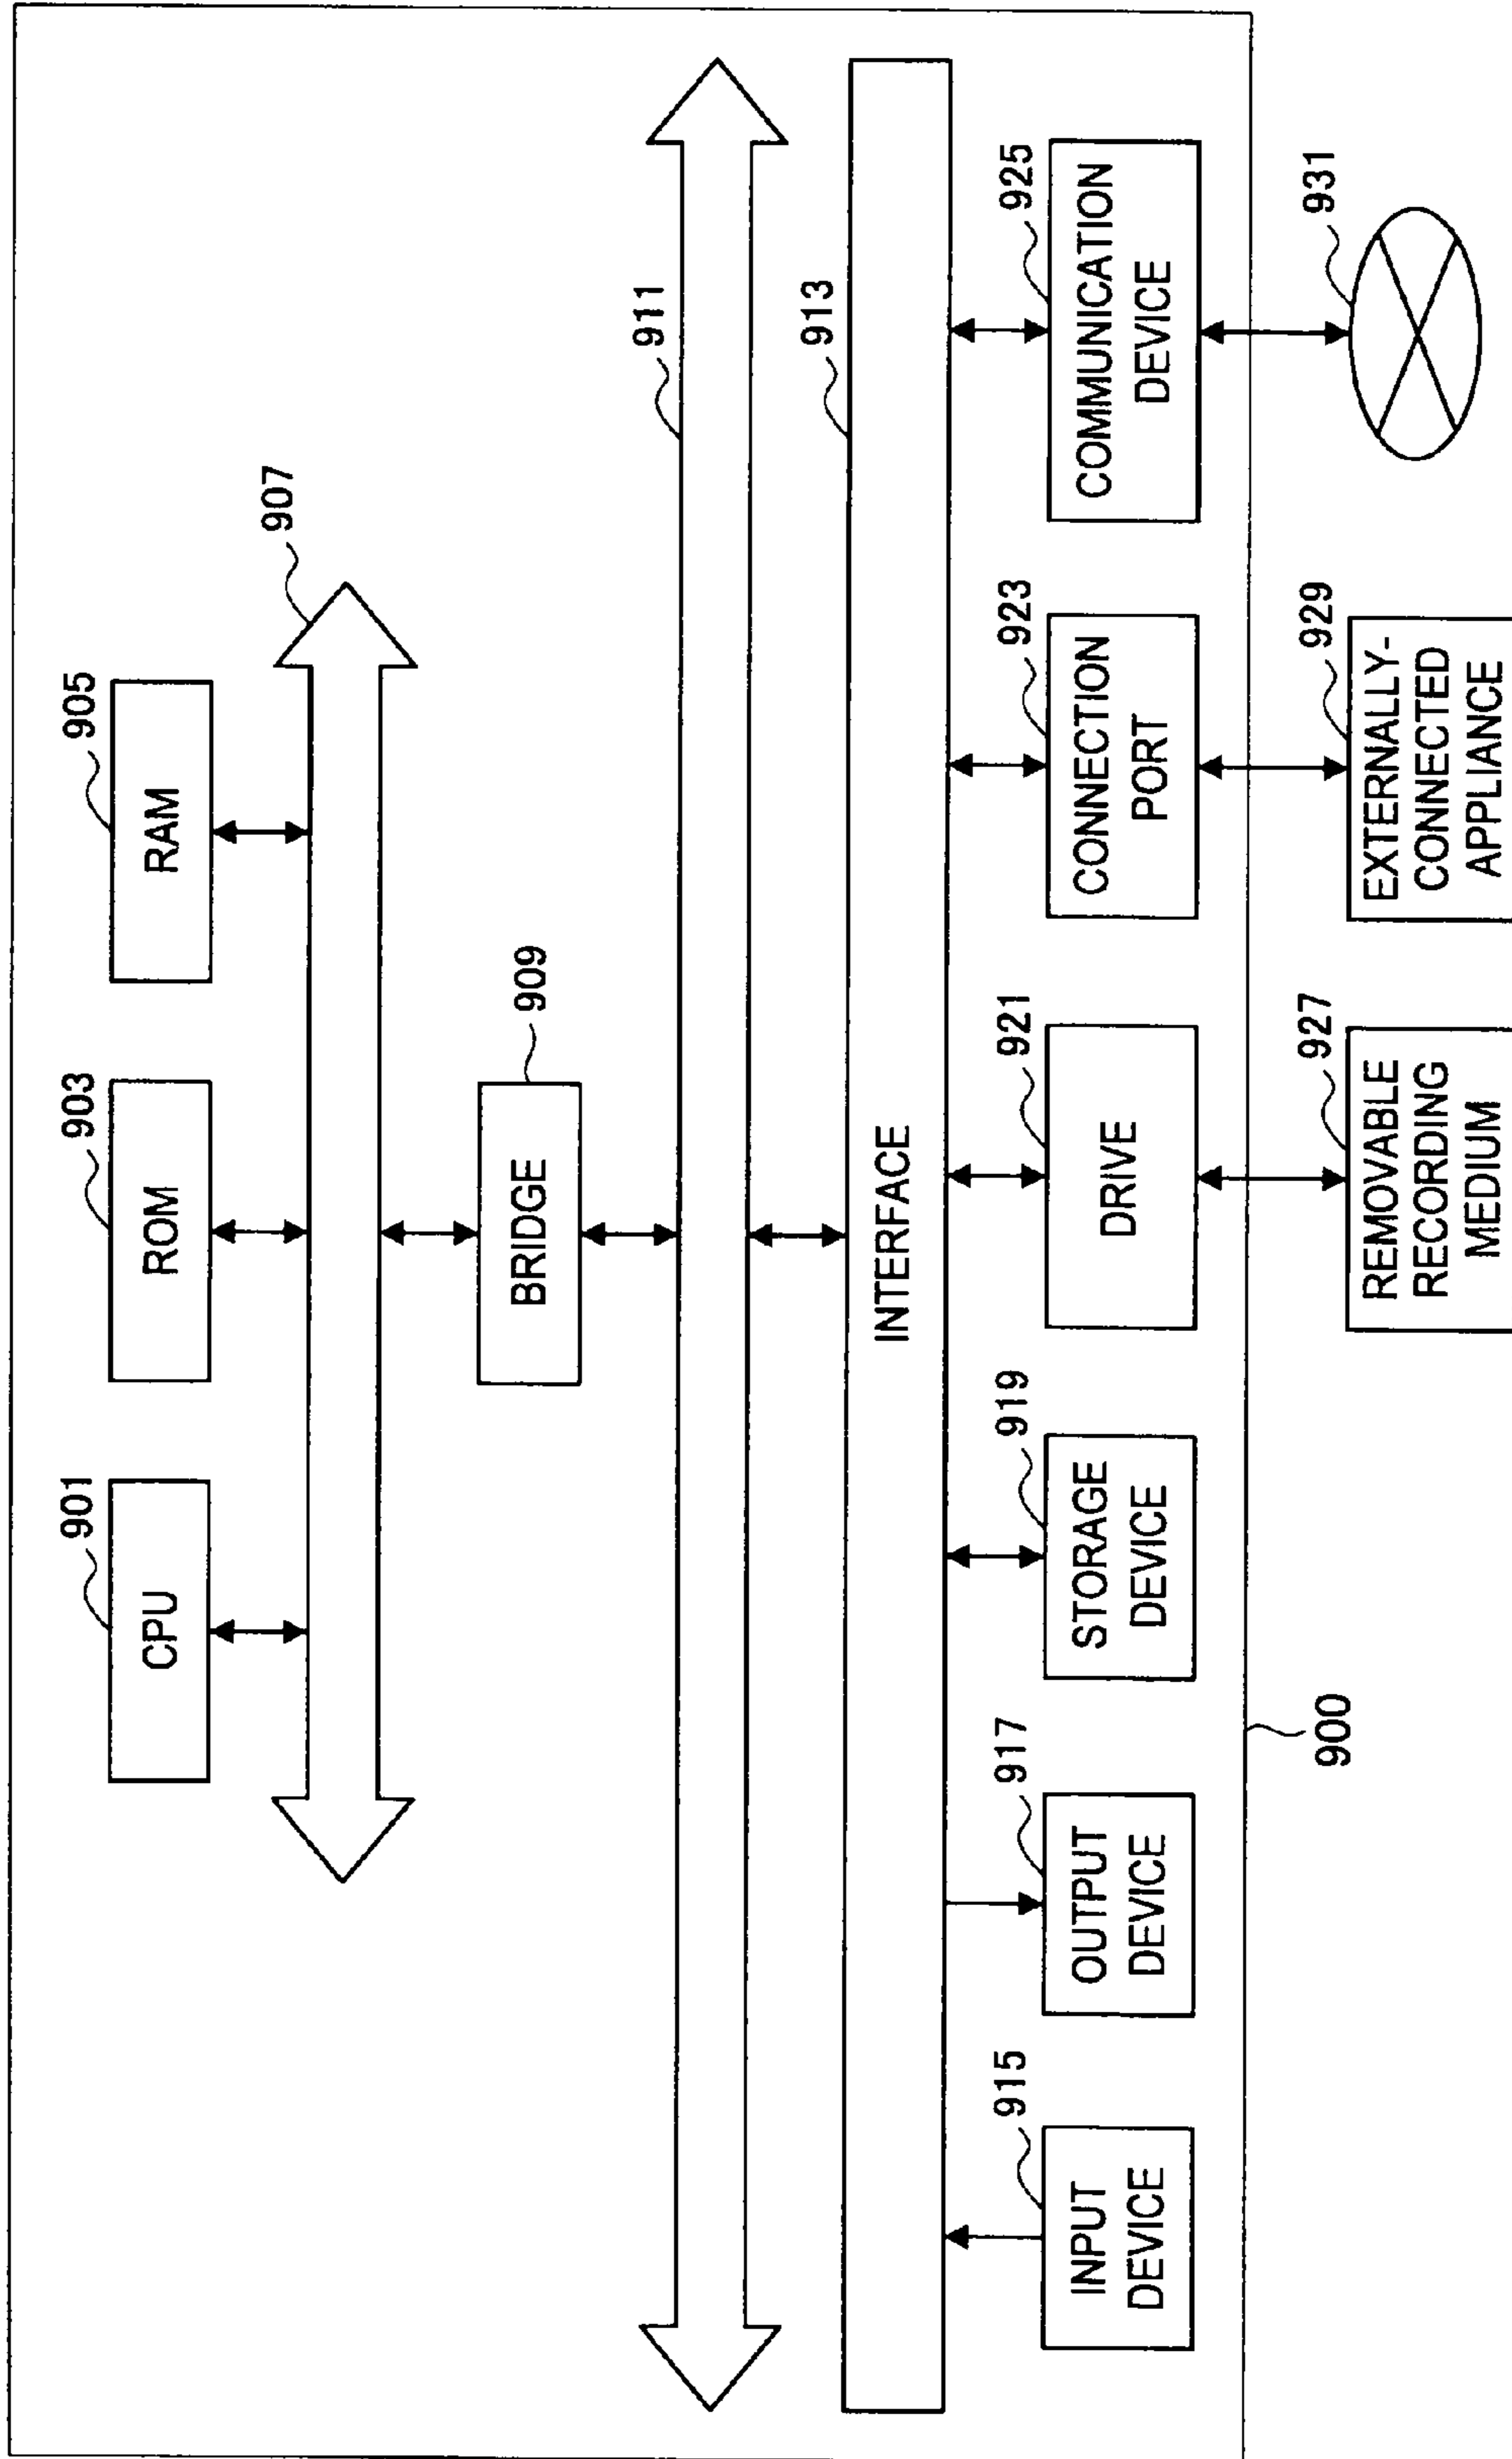 901
CPU
903
ROM
905
RAM
907
909
BRIDGE
911
913
INTERFACE
915
INPUT
DEVICE
917
OUTPUT
DEVICE
919
STORAGE
DEVICE
921
DRIVE
923
CONNECTION
PORT
925
COMMUNICATION
DEVICE
900
927
REMOVABLE
RECORDING
MEDIUM
929
EXTERNALLY-
CONNECTED
APPLIANCE
931